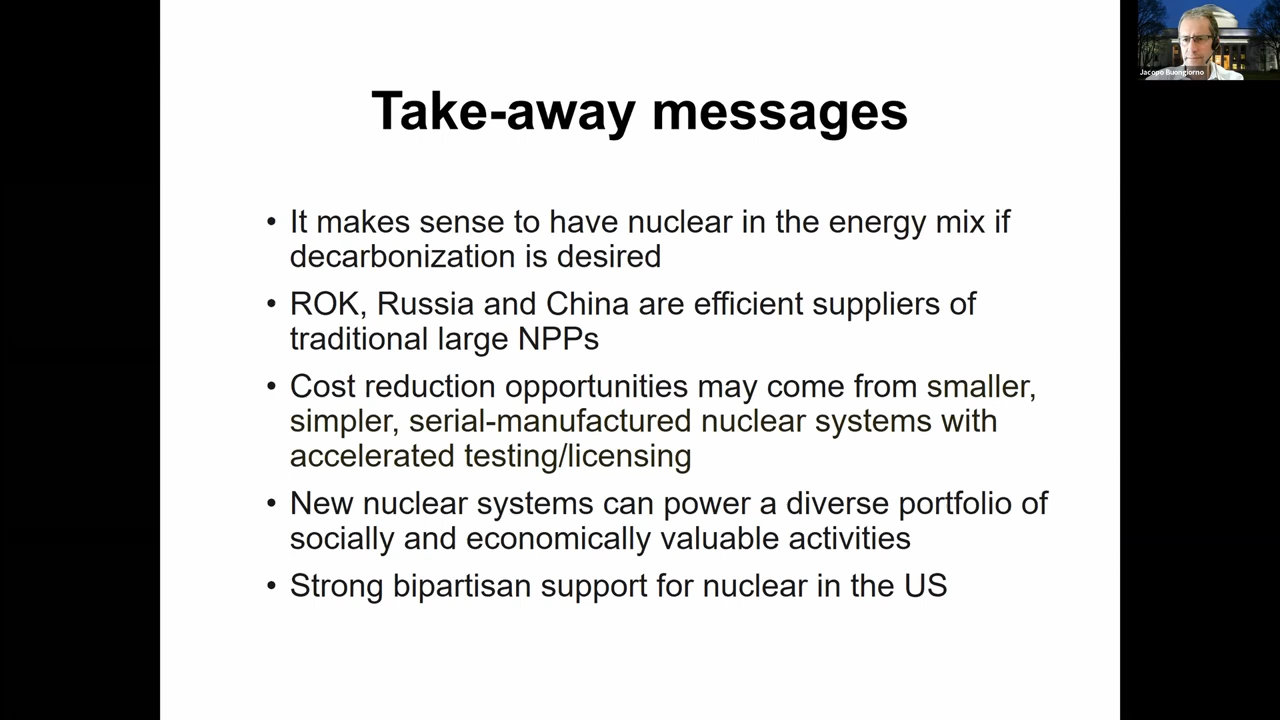 Take-away messages
• It makes sense to have nuclear in the energy mix if
decarbonization is desired
• ROK, Russia and China are efficient suppliers of
traditional large NPPs
• Cost reduction opportunities may come from smaller,
simpler, serial-manufactured nuclear systems with
accelerated testing/licensing
• New nuclear systems can power a diverse portfolio of
socially and economically valuable activities
• Strong bipartisan support for nuclear in the US
Jacopo Buongiorno